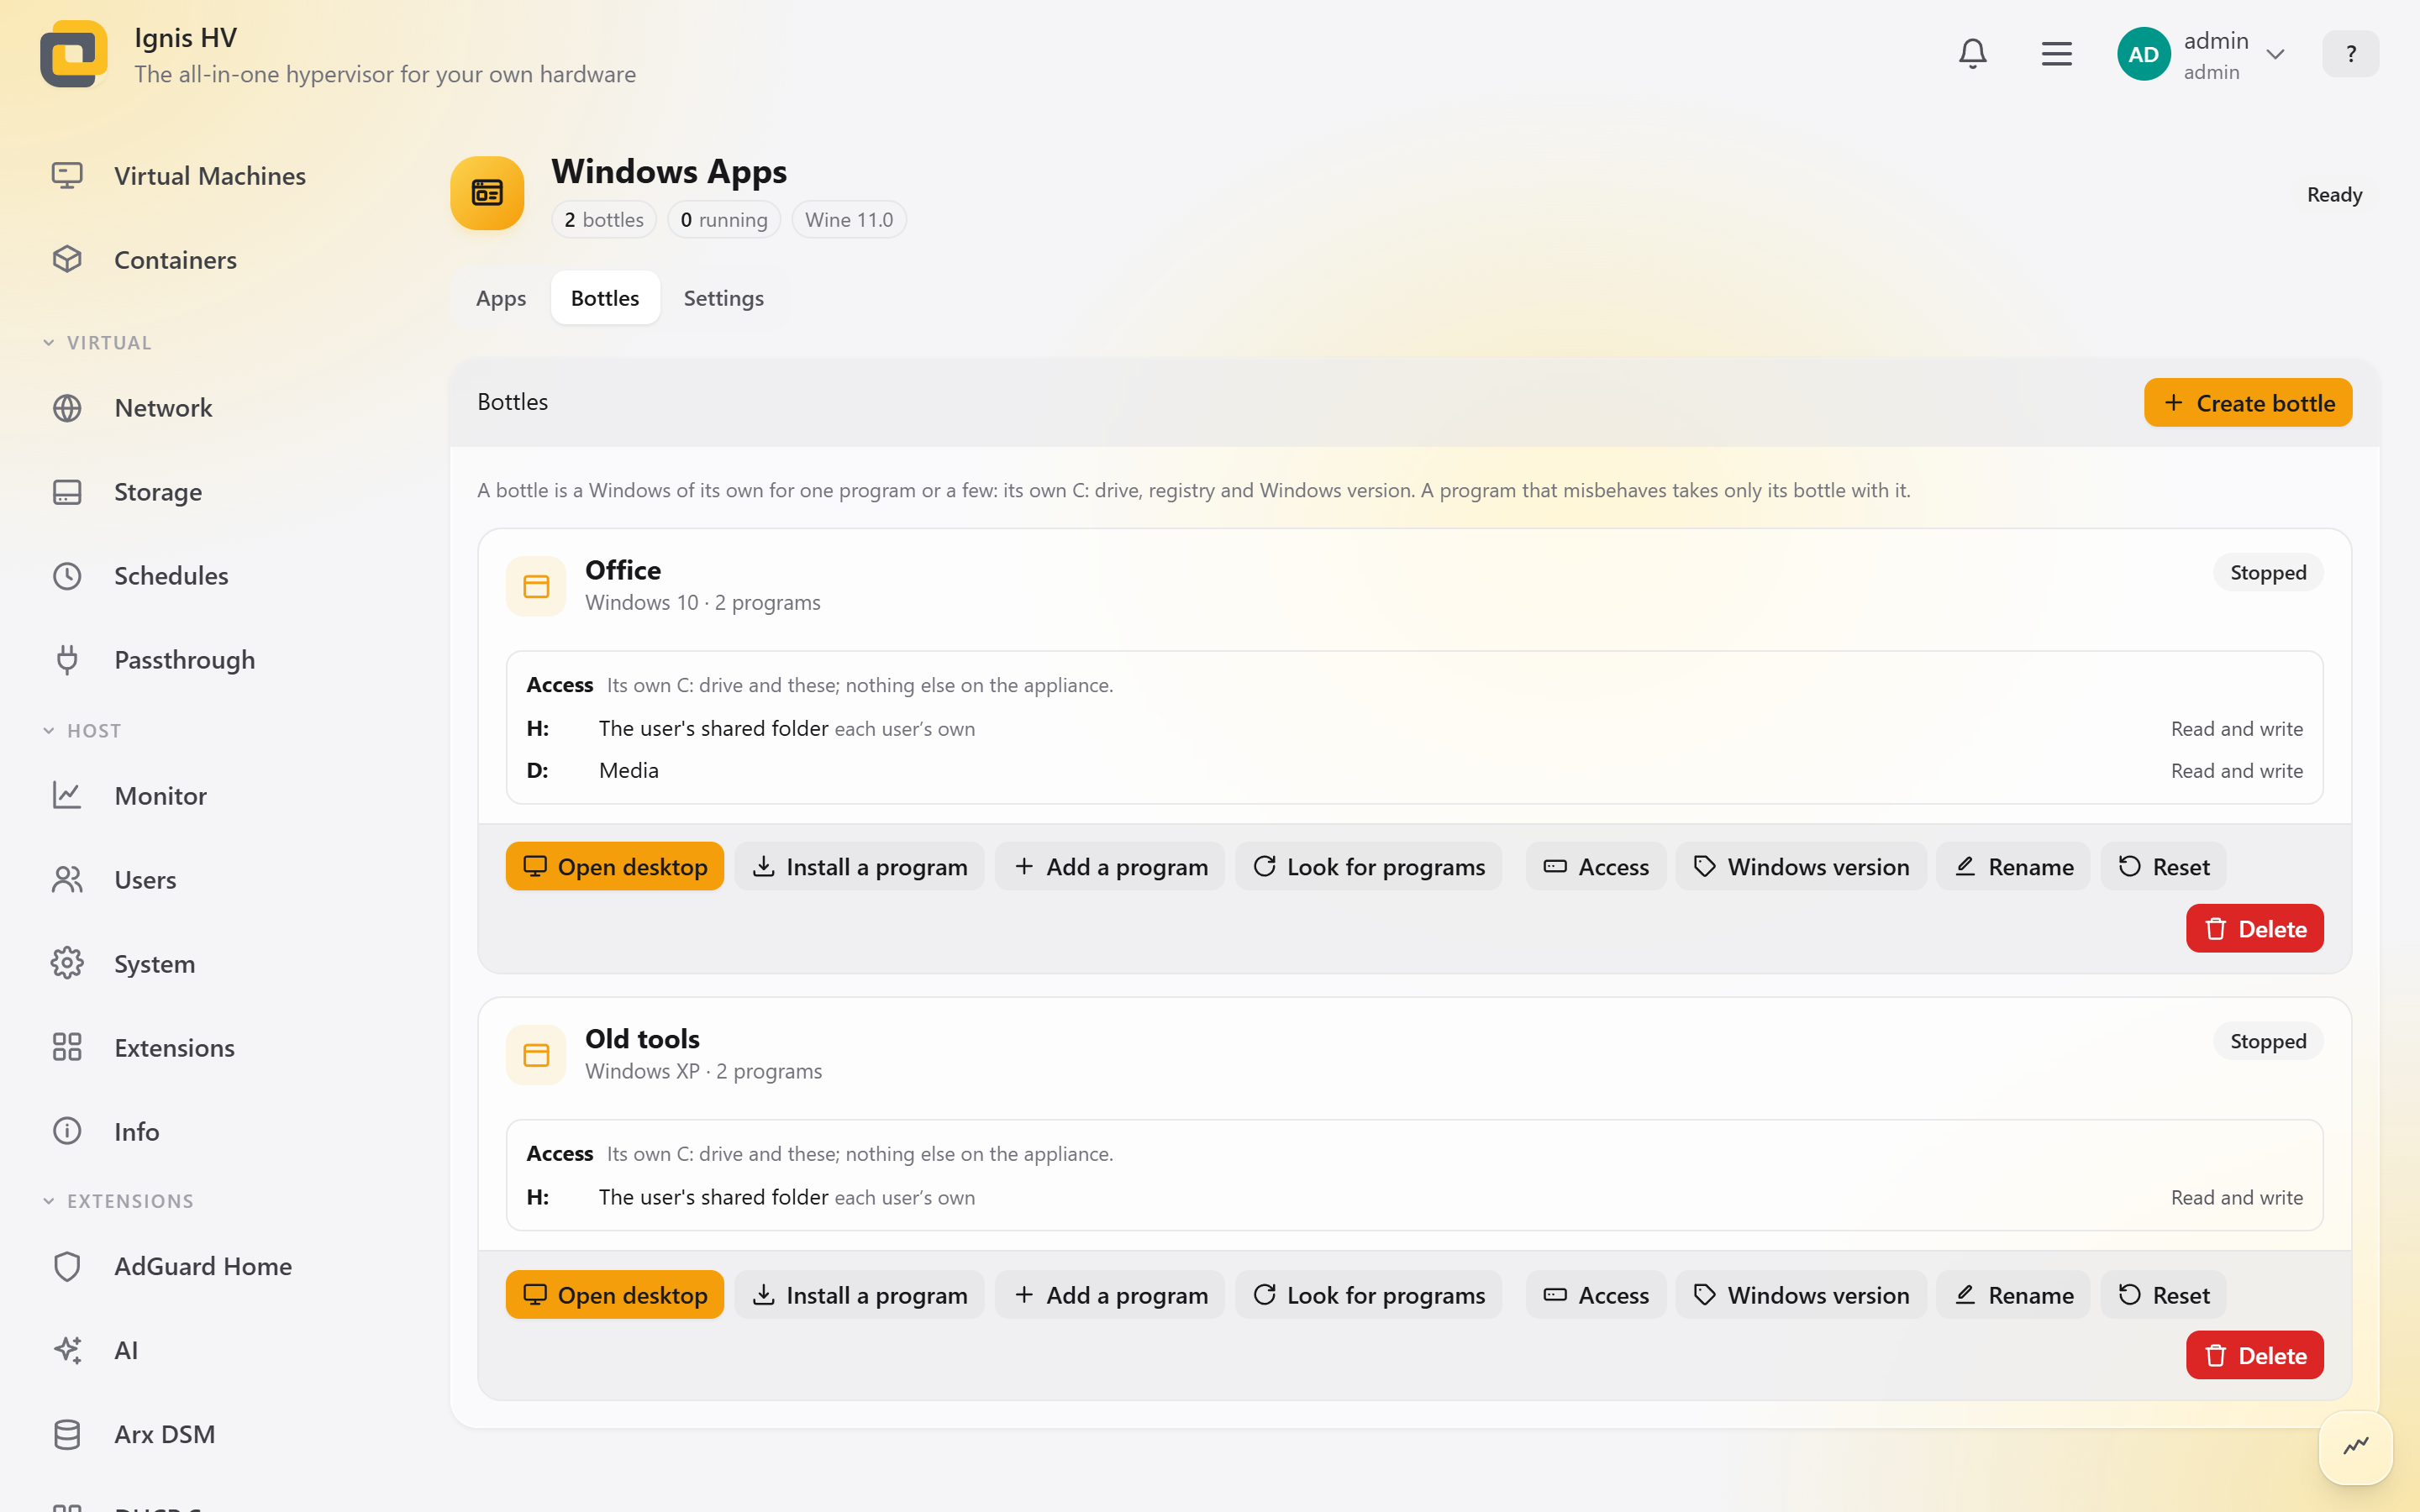 Ignis HV
The all-in-one hypervisor for your own hardware
AD
admin
admin
?
Virtual Machines
Containers
VIRTUAL
Network
Storage
Schedules
Passthrough
HOST
Monitor
Users
System
Extensions
Info
EXTENSIONS
AdGuard Home
AI
Arx DSM
Windows Apps
2 bottles
0 running
Wine 11.0
Ready
Apps
Bottles
Settings
Bottles
Create bottle
A bottle is a Windows of its own for one program or a few: its own C: drive, registry and Windows version. A program that misbehaves takes only its bottle with it.
Office
Windows 10 · 2 programs
Stopped
Access Its own C: drive and these; nothing else on the appliance.
H: The user's shared folder each user’s own Read and write
D: Media Read and write
Open desktop Install a program Add a program Look for programs Access Windows version Rename Reset
Delete
Old tools
Windows XP · 2 programs
Stopped
Access Its own C: drive and these; nothing else on the appliance.
H: The user's shared folder each user’s own Read and write
Open desktop Install a program Add a program Look for programs Access Windows version Rename Reset
Delete